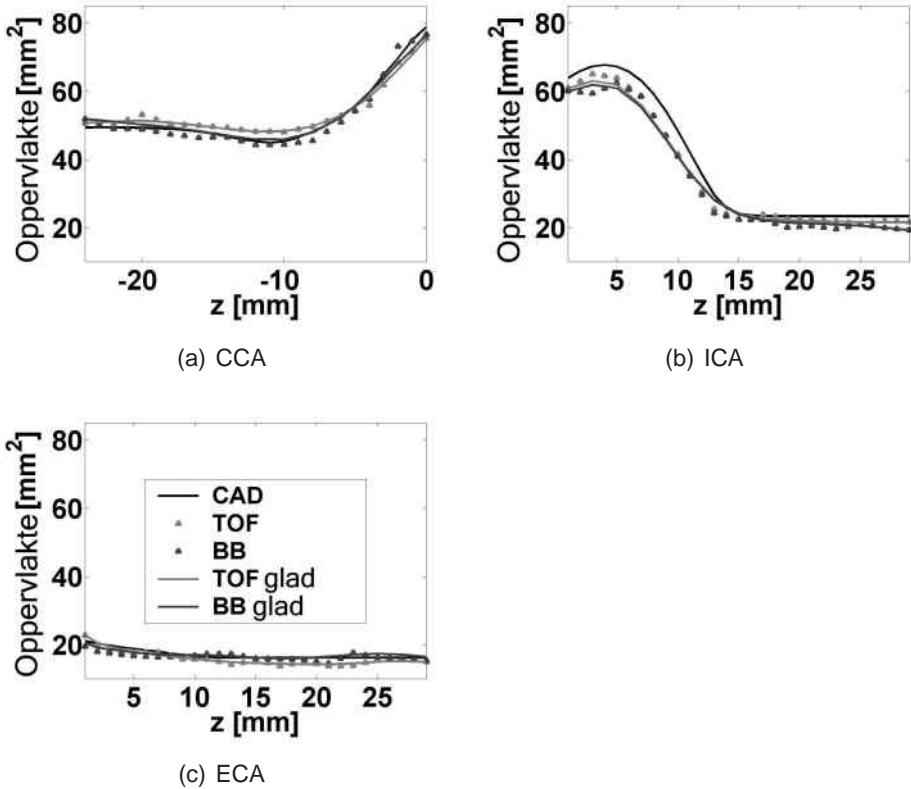 Oppervlakte [mm²]
80
60
40
20
-20
-10
0
z [mm]
(a) CCA
Oppervlakte [mm²]
80
60
40
20
5
10
15
20
25
z [mm]
(b) ICA
Oppervlakte [mm²]
80
60
40
20
CAD
TOF
BB
TOF glad
BB glad
5
10
15
20
25
z [mm]
(c) ECA